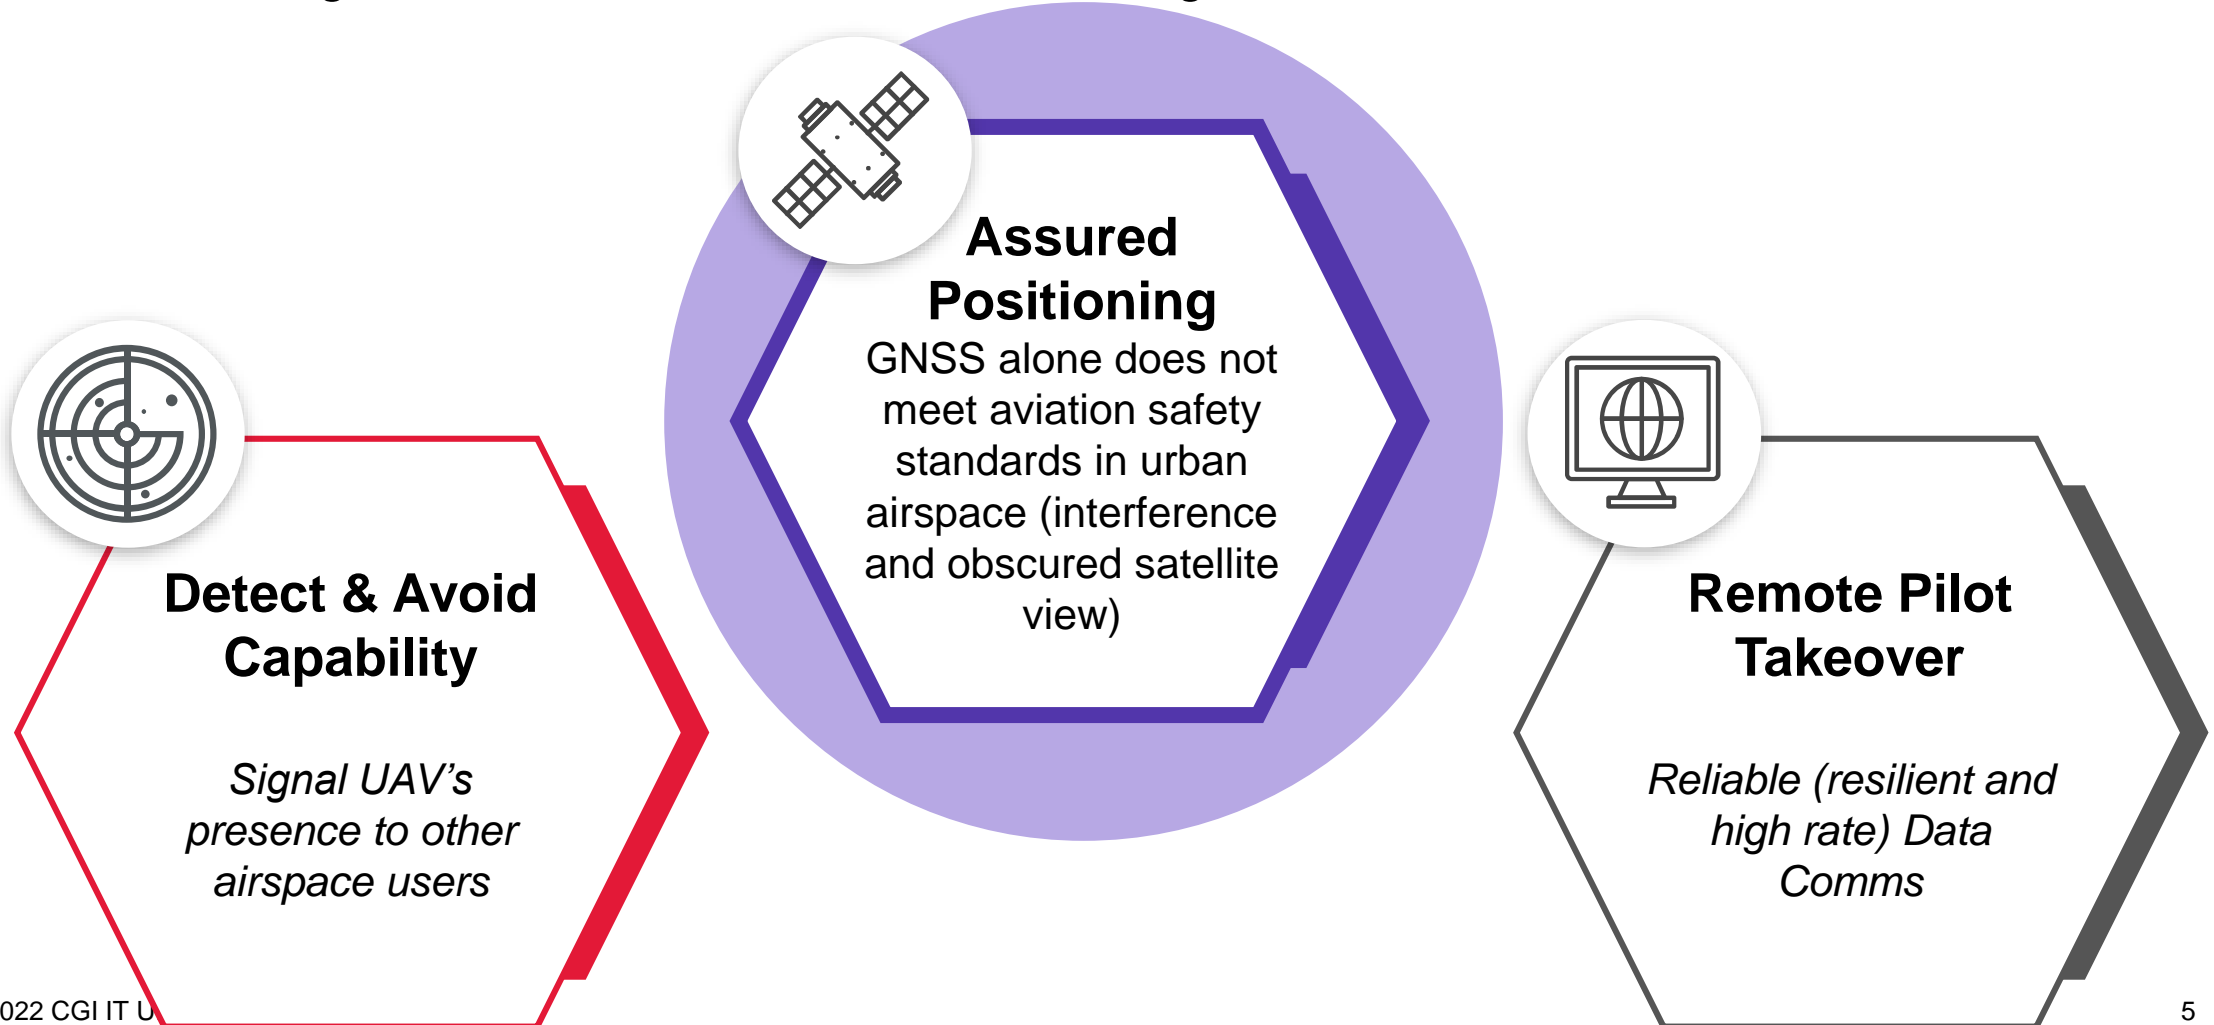 Assured
Positioning
GNSS alone does not
meet aviation safety
standards in urban
airspace (interference
and obscured satellite
view)
Detect & Avoid
Capability
Signal UAV’s
presence to other
airspace users
Remote Pilot
Takeover
Reliable (resilient and
high rate) Data
Comms
022 CGI IT U
5